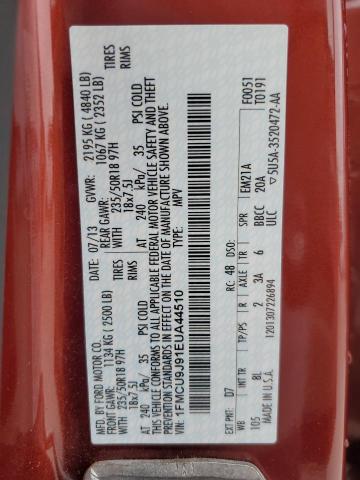 MFD. BY FORD MOTOR CO.
DATE: 07/13 GVWR: 2195 KG ( 4840 LB)
FRONT GAWR: 1134 KG ( 2500 LB) REAR GAWR: 1067 KG ( 2352 LB)
WITH 235/50R18 97H TIRES WITH 235/50R18 97H TIRES
18x7.5J RIMS 18x7.5J RIMS
AT 240 kPa/ 35 PSI COLD AT 240 kPa/ 35 PSI COLD
THIS VEHICLE CONFORMS TO ALL APPLICABLE FEDERAL MOTOR VEHICLE SAFETY AND THEFT
PREVENTION STANDARDS IN EFFECT ON THE DATE OF MANUFACTURE SHOWN ABOVE.
VIN: 1FMCU9J91EUA44510 TYPE: MPV
EXT PNT: D7 RC: 48 DSO: F0051
WB INT TR TP/PS R AXLE TR SPR EM21A T0191
105 BL 2 3A 6 BBCC 20A
ULC
1201307226894 ▽5U5A-3520472-AA